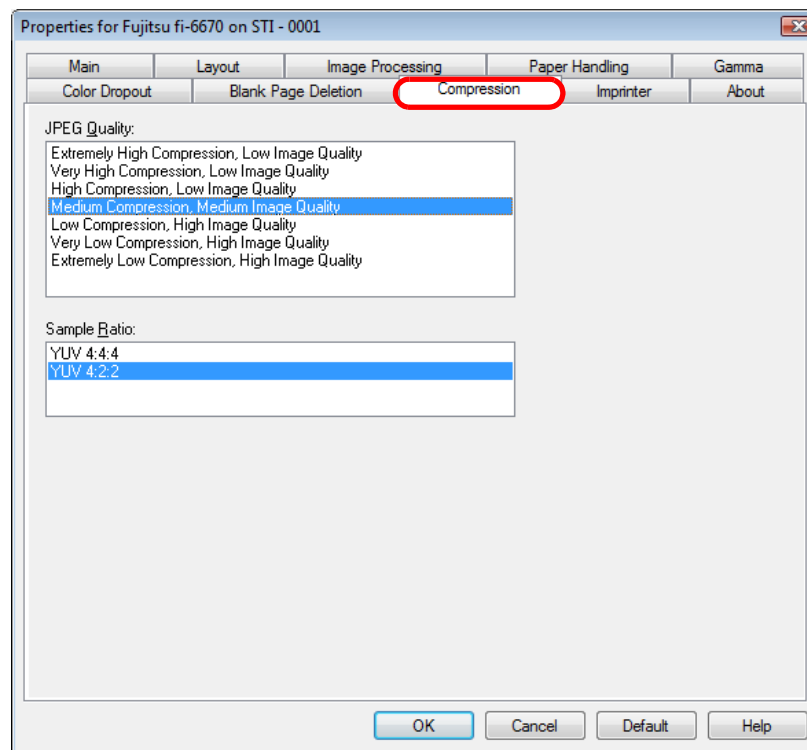 Properties for Fujitsu fi-6670 on STI - 0001
Main Layout Image Processing Paper Handling Gamma
Color Dropout Blank Page Deletion Compression Imprinter About
JPEG Quality:
Extremely High Compression, Low Image Quality
Very High Compression, Low Image Quality
High Compression, Low Image Quality
Medium Compression, Medium Image Quality
Low Compression, High Image Quality
Very Low Compression, High Image Quality
Extremely Low Compression, High Image Quality
Sample Ratio:
YUV 4:4:4
YUV 4:2:2
OK Cancel Default Help